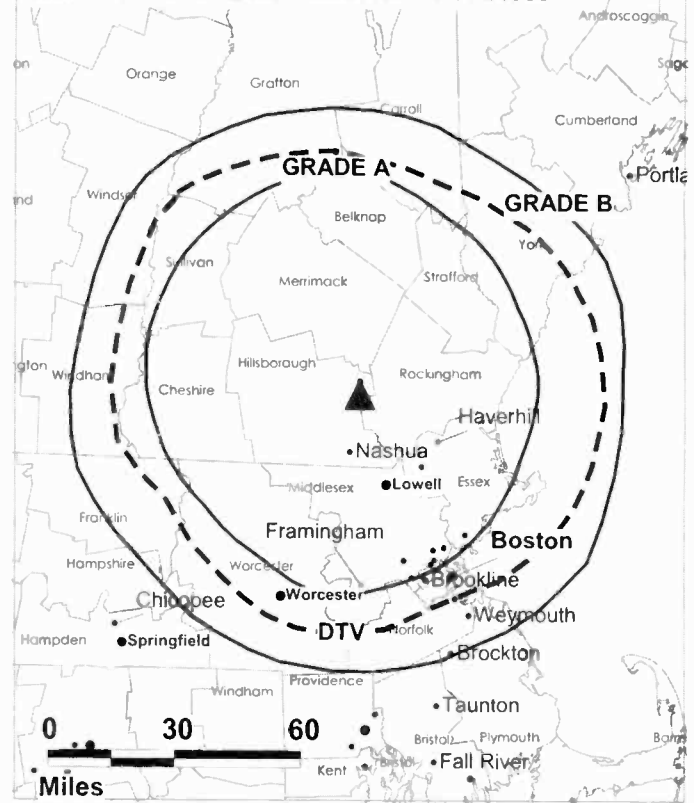 Androscoggin
Orange
Grafton
Carroll
Cumberland
Portla
GRADE A
Windsor
GRADE B
Belknap
York
Sullivan
Merrimack
Strafford
Hillsborough
Rockingham
Windham
Cheshire
Haverhill
Nashua
Middlesex
Lowell
Essex
Franklin
Framingham
Boston
Hampshire
Worcester
Brookline
Chicopee
Worcester
Weymouth
DTV
Norfolk
Hampden
Springfield
Brockton
Providence
Windham
Taunton
0 30 60
Bristol
Plymouth
Kent
Bristol
Fall River
Miles